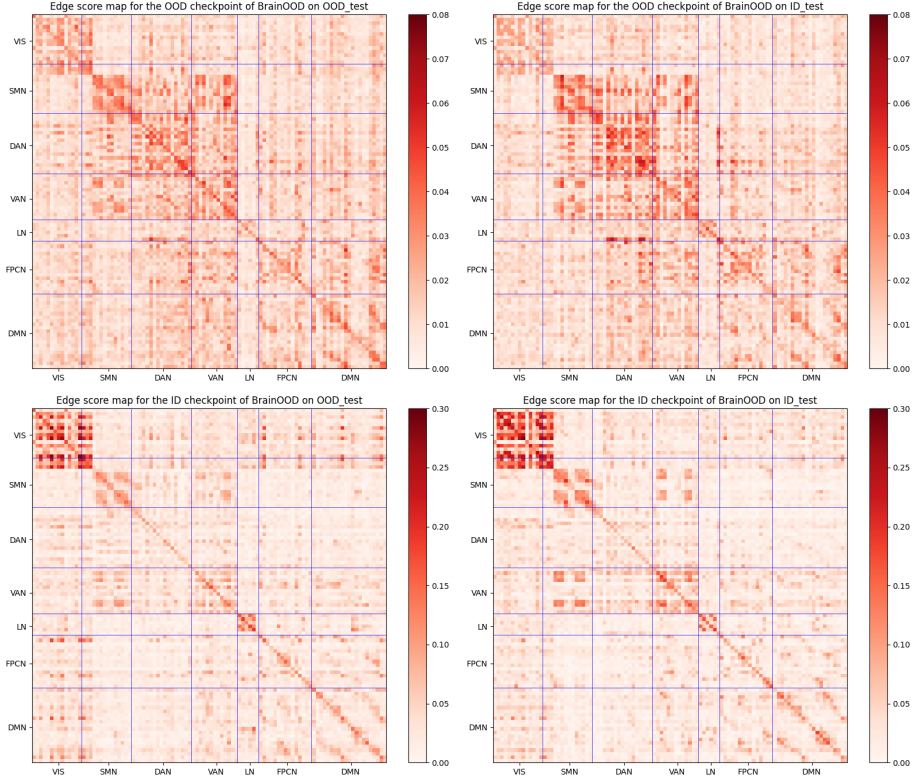 Edge score map for the OOD checkpoint of BrainOOD on OOD_test
VIS
SMN
DAN
VAN
LN
FPCN
DMN
VIS SMN DAN VAN LN FPCN DMN
0.08
0.07
0.06
0.05
0.04
0.03
0.02
0.01
0.00
Edge score map for the OOD checkpoint of BrainOOD on ID_test
VIS
SMN
DAN
VAN
LN
FPCN
DMN
VIS SMN DAN VAN LN FPCN DMN
0.08
0.07
0.06
0.05
0.04
0.03
0.02
0.01
0.00
Edge score map for the ID checkpoint of BrainOOD on OOD_test
VIS
SMN
DAN
VAN
LN
FPCN
DMN
VIS SMN DAN VAN LN FPCN DMN
0.30
0.25
0.20
0.15
0.10
0.05
0.00
Edge score map for the ID checkpoint of BrainOOD on ID_test
VIS
SMN
DAN
VAN
LN
FPCN
DMN
VIS SMN DAN VAN LN FPCN DMN
0.30
0.25
0.20
0.15
0.10
0.05
0.00